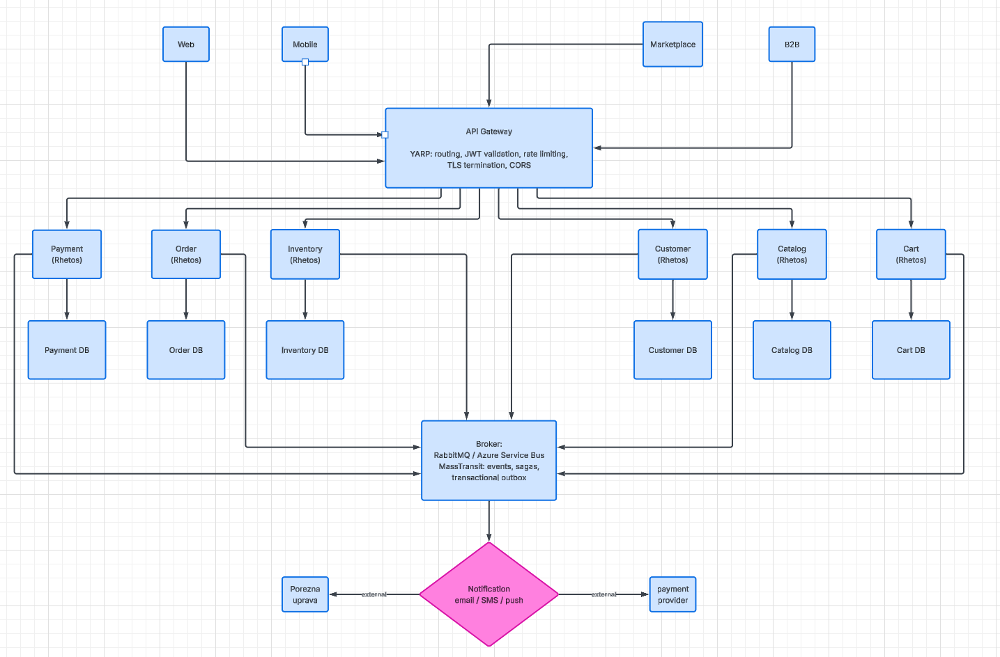 Web
Mobile
Marketplace
B2B
API Gateway
YARP: routing, JWT validation, rate limiting,
TLS termination, CORS
Payment
(Rhetos)
Order
(Rhetos)
Inventory
(Rhetos)
Customer
(Rhetos)
Catalog
(Rhetos)
Cart
(Rhetos)
Payment DB
Order DB
Inventory DB
Customer DB
Catalog DB
Cart DB
Broker:
RabbitMQ / Azure Service Bus
MassTransit: events, sagas,
transactional outbox
Notification
email / SMS / push
Porezna
uprava
external
external
payment
provider